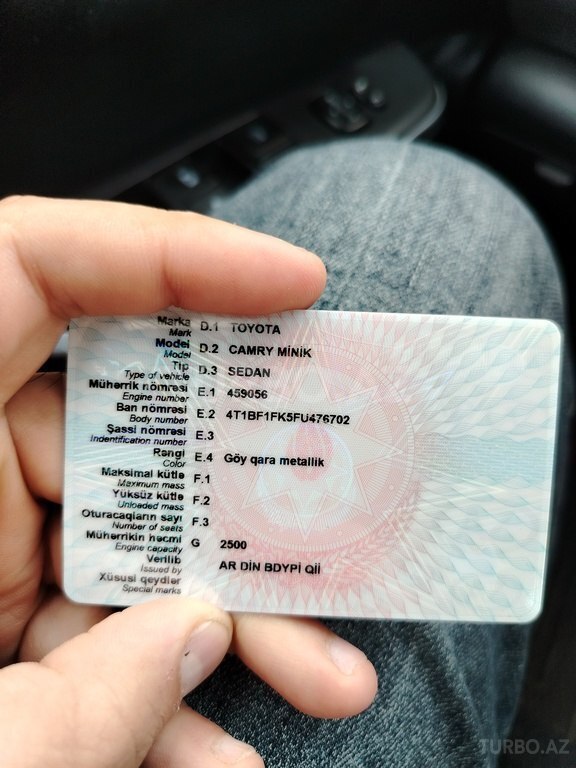 Marka D.1 TOYOTA
Mark
Model D.2 CAMRY MİNİK
Model
Tip D.3 SEDAN
Type of vehicle
Mühərrik nömrəsi E.1 459056
Engine number
Ban nömrəsi E.2 4T1BF1FK5FU476702
Body number
Şassi nömrəsi E.3
Indentification number
Rəngi E.4 Göy qara metallik
Color
Maksimal kütlə F.1
Maximum mass
Yüksüz kütlə F.2
Unloaded mass
Oturacaqların sayı F.3
Number of seats
Mühərrikin həcmi G 2500
Engine capacity
Verilib AR DİN BDYPİ Qİİ
Issued by
Xüsusi qeydlər
Special marks
TURBO.AZ